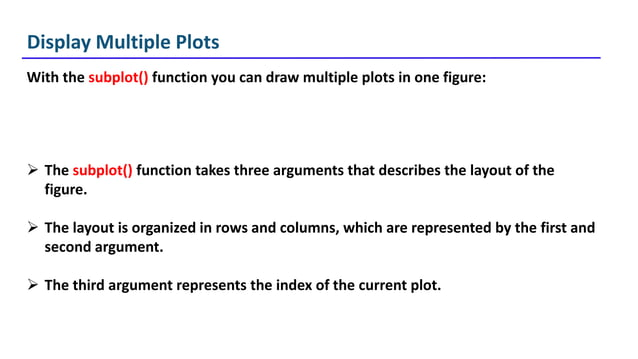 Display Multiple Plots
With the subplot() function you can draw multiple plots in one figure:
➢ The subplot() function takes three arguments that describes the layout of the
figure.
➢ The layout is organized in rows and columns, which are represented by the first and
second argument.
➢ The third argument represents the index of the current plot.